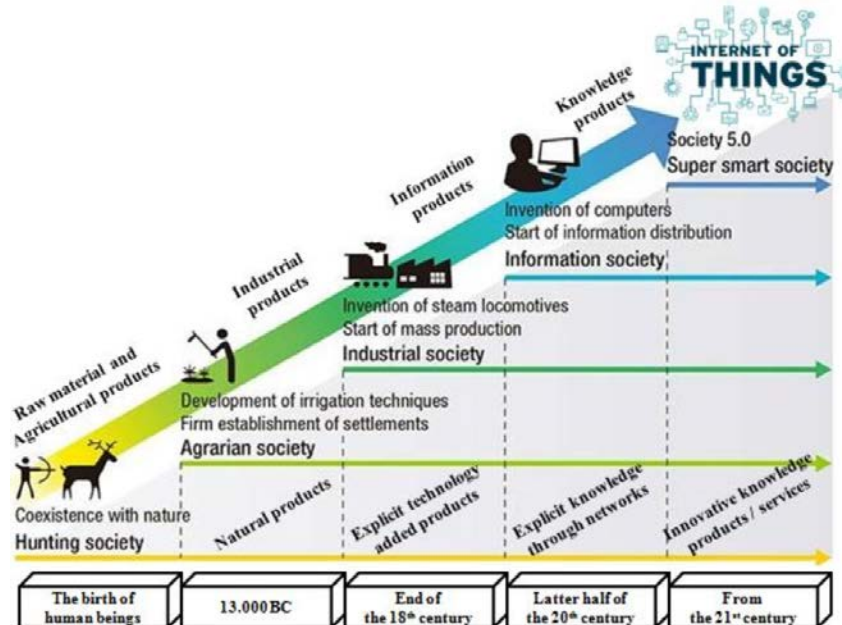 INTERNET OF
THINGS
Knowledge
products
Society 5.0
Super smart society
Information
products
Invention of computers
Start of information distribution
Information society
Industrial
products
Invention of steam locomotives
Start of mass production
Industrial society
Raw material and
Agricultural products
Development of irrigation techniques
Firm establishment of settlements
Agrarian society
Coexistence with nature
Hunting society
Natural products
Explicit technology
added products
Explicit knowledge
through networks
Innovative knowledge
products / services
The birth of
human beings
13.000 BC
End of
the 18th century
Latter half of
the 20th century
From
the 21st century